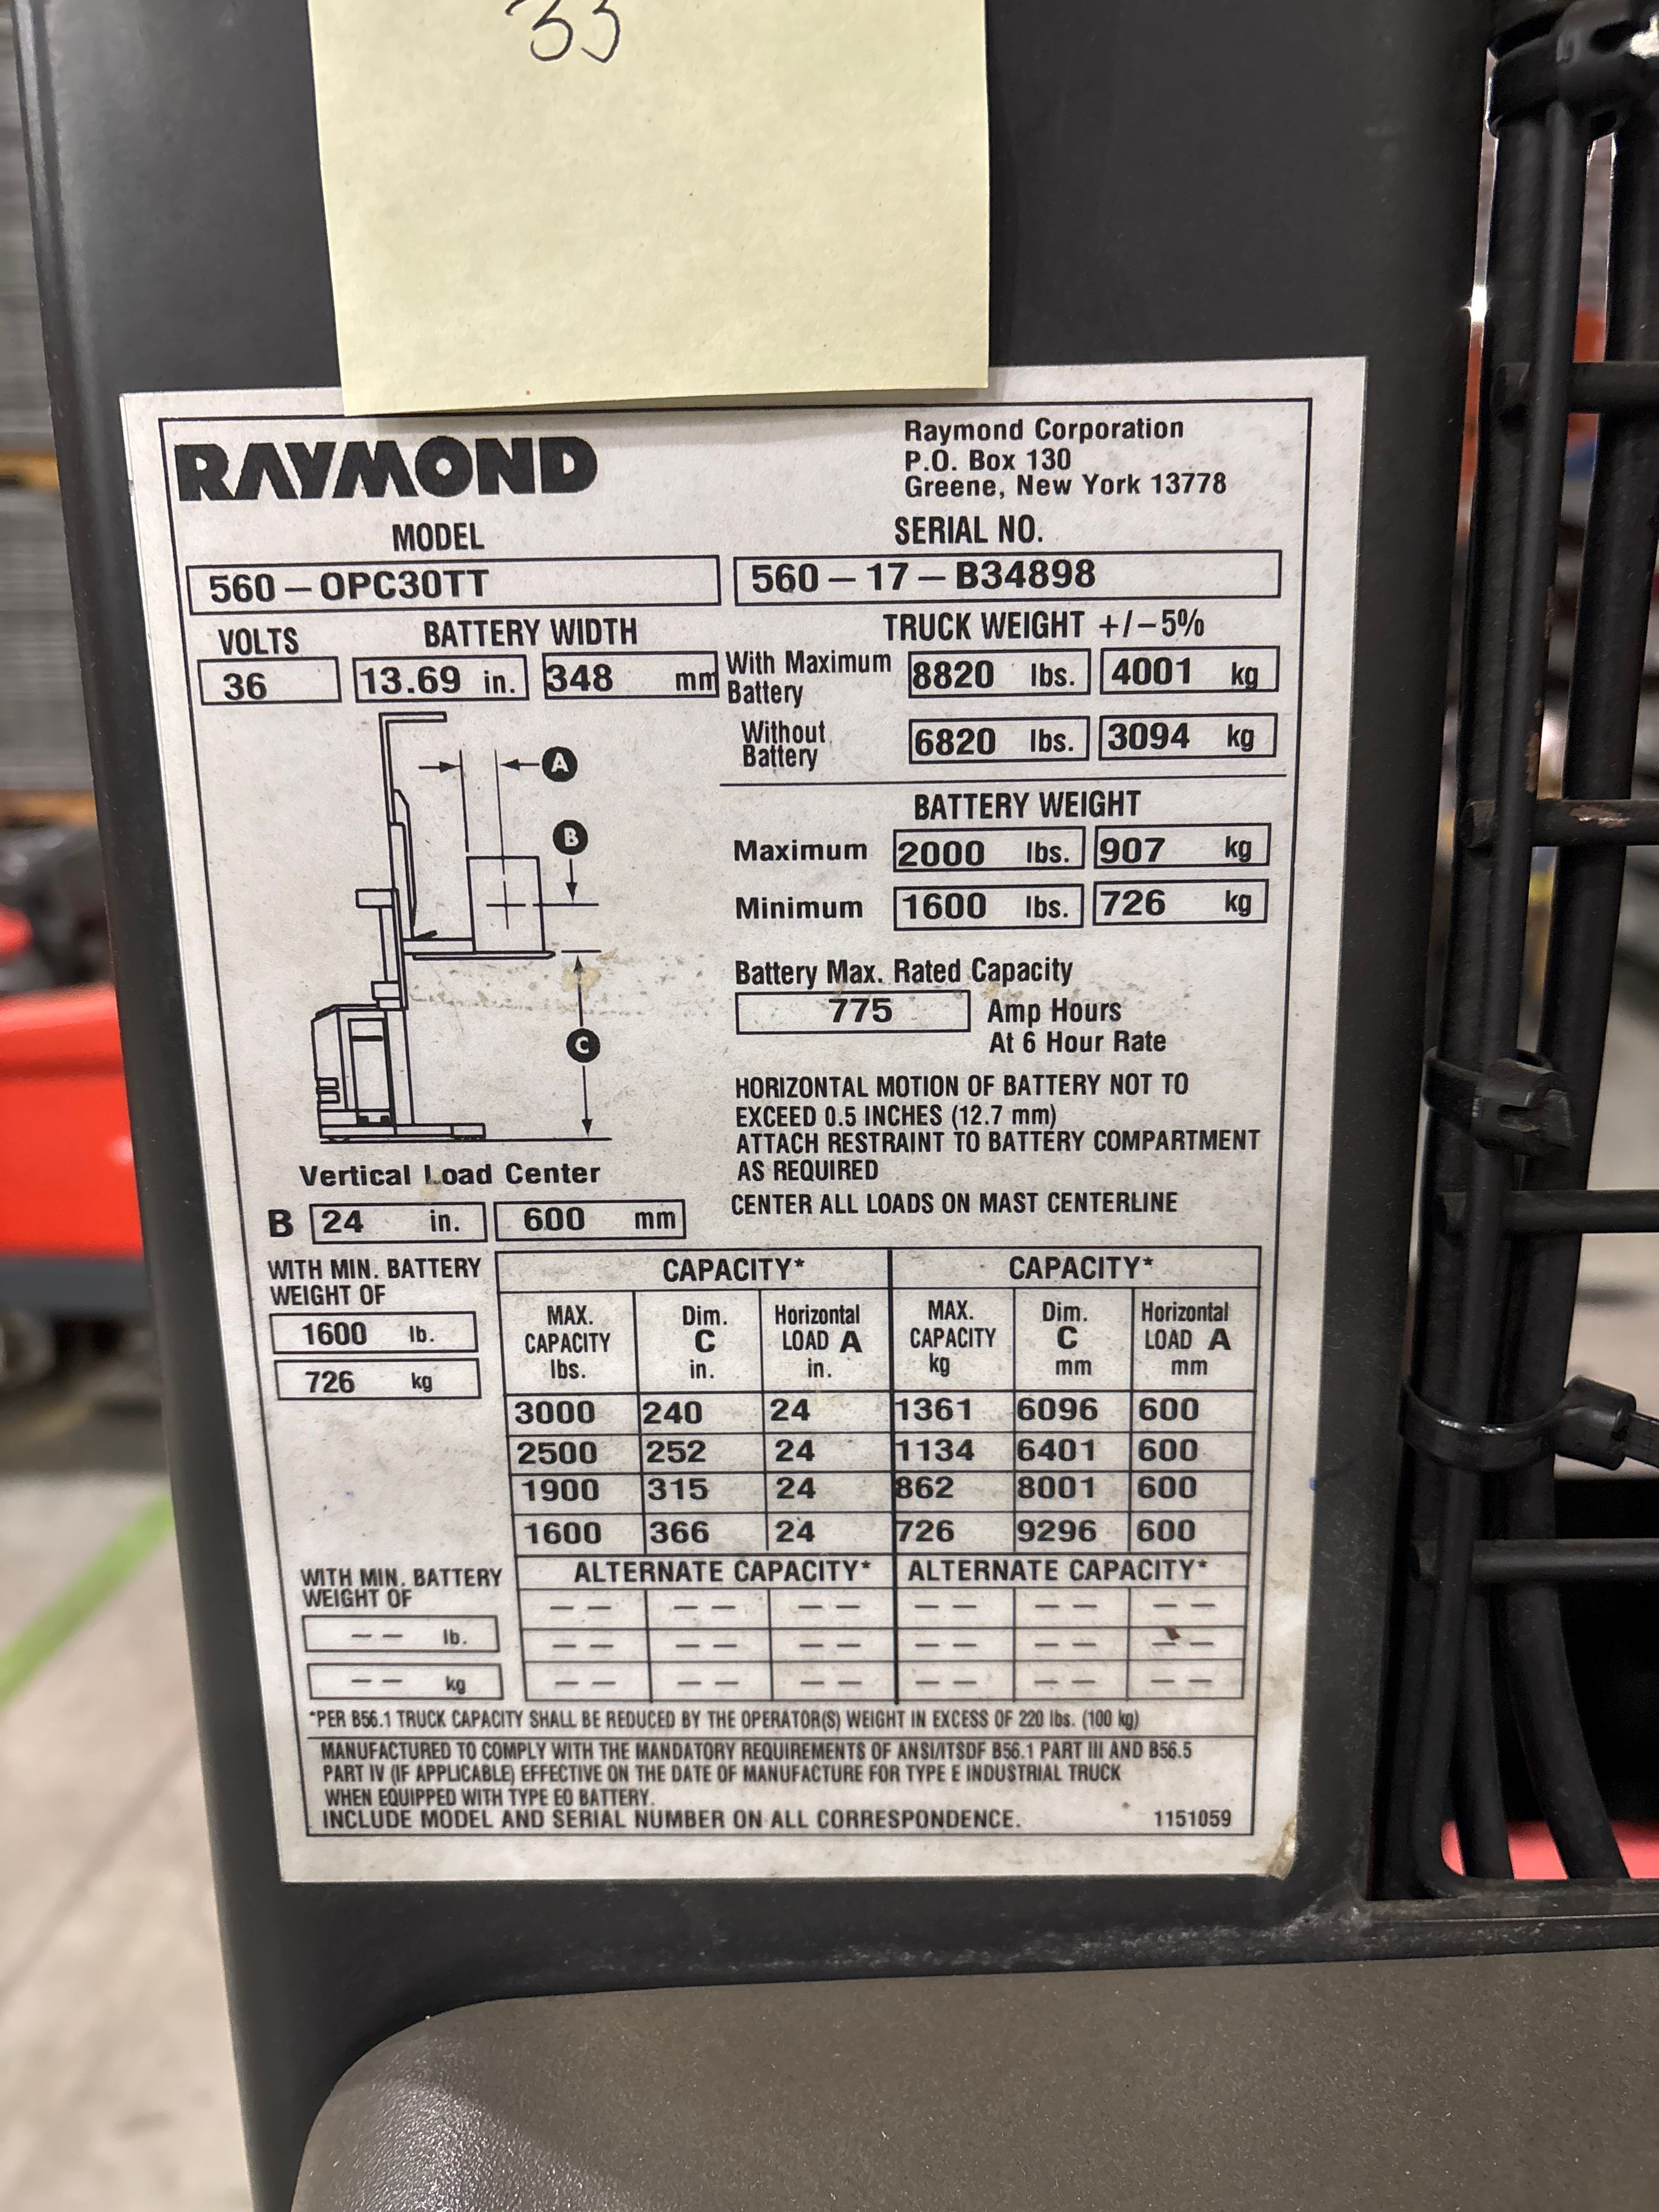 33
RAYMOND
Raymond Corporation
P.O. Box 130
Greene, New York 13778
MODEL
SERIAL NO.
560-OPC30TT
560-17-B34898
VOLTS
BATTERY WIDTH
36
13.69 in.
348 mm
TRUCK WEIGHT +/-5%
With Maximum Battery
8820 lbs.
4001 kg
Without Battery
6820 lbs.
3094 kg
A
B
C
BATTERY WEIGHT
Maximum
2000 lbs.
907 kg
Minimum
1600 lbs.
726 kg
Battery Max. Rated Capacity
775
Amp Hours
At 6 Hour Rate
HORIZONTAL MOTION OF BATTERY NOT TO
EXCEED 0.5 INCHES (12.7 mm)
ATTACH RESTRAINT TO BATTERY COMPARTMENT
AS REQUIRED
CENTER ALL LOADS ON MAST CENTERLINE
Vertical Load Center
B 24 in. 600 mm
WITH MIN. BATTERY
WEIGHT OF
1600 lb.
726 kg
CAPACITY* CAPACITY*
MAX. CAPACITY lbs. Dim. C in. Horizontal LOAD A in. MAX. CAPACITY kg Dim. C mm Horizontal LOAD A mm
3000 240 24 1361 6096 600
2500 252 24 1134 6401 600
1900 315 24 862 8001 600
1600 366 24 726 9296 600
WITH MIN. BATTERY
WEIGHT OF
-- lb.
-- kg
ALTERNATE CAPACITY* ALTERNATE CAPACITY*
-- -- -- -- -- --
-- -- -- -- -- --
-- -- -- -- -- --
*PER B56.1 TRUCK CAPACITY SHALL BE REDUCED BY THE OPERATOR(S) WEIGHT IN EXCESS OF 220 lbs. (100 kg)
MANUFACTURED TO COMPLY WITH THE MANDATORY REQUIREMENTS OF ANSI/ITSDF B56.1 PART III AND B56.5
PART IV (IF APPLICABLE) EFFECTIVE ON THE DATE OF MANUFACTURE FOR TYPE E INDUSTRIAL TRUCK
WHEN EQUIPPED WITH TYPE EO BATTERY.
INCLUDE MODEL AND SERIAL NUMBER ON ALL CORRESPONDENCE. 1151059